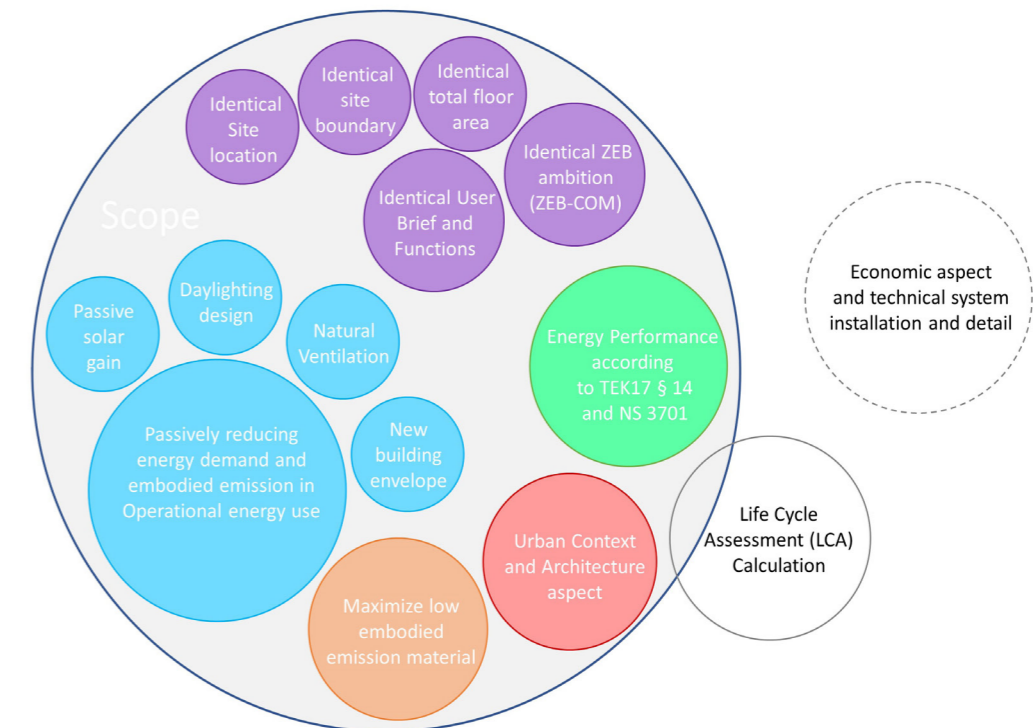 Identical
Site
location
Identical
site
boundary
Identical
total floor
area
Identical ZEB
ambition
(ZEB-COM)
Identical User
Brief and
Functions
Scope
Passive
solar
gain
Daylighting
design
Natural
Ventilation
Passively reducing
energy demand and
embodied emission in
Operational energy use
New
building
envelope
Energy Performance
according
to TEK17 § 14
and NS 3701
Urban Context
and Architecture
aspect
Maximize low
embodied
emission material
Economic aspect
and technical system
installation and detail
Life Cycle
Assessment (LCA)
Calculation